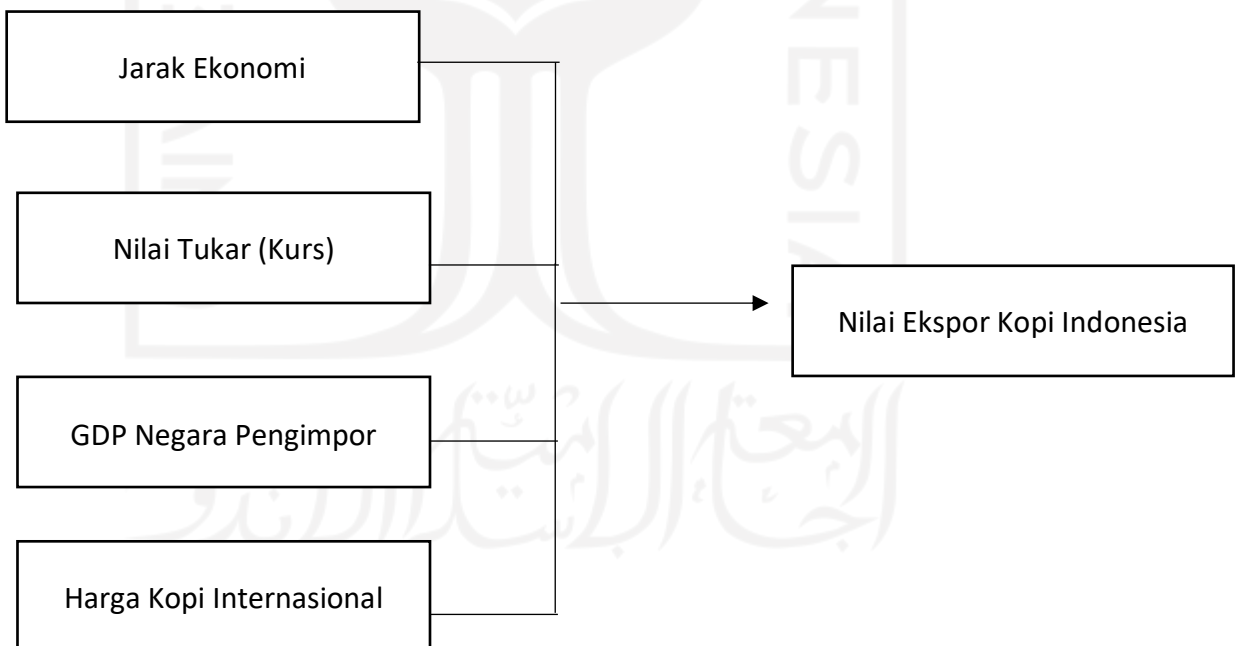 Jarak Ekonomi
Nilai Tukar (Kurs)
GDP Negara Pengimpor
Harga Kopi Internasional
Nilai Ekspor Kopi Indonesia